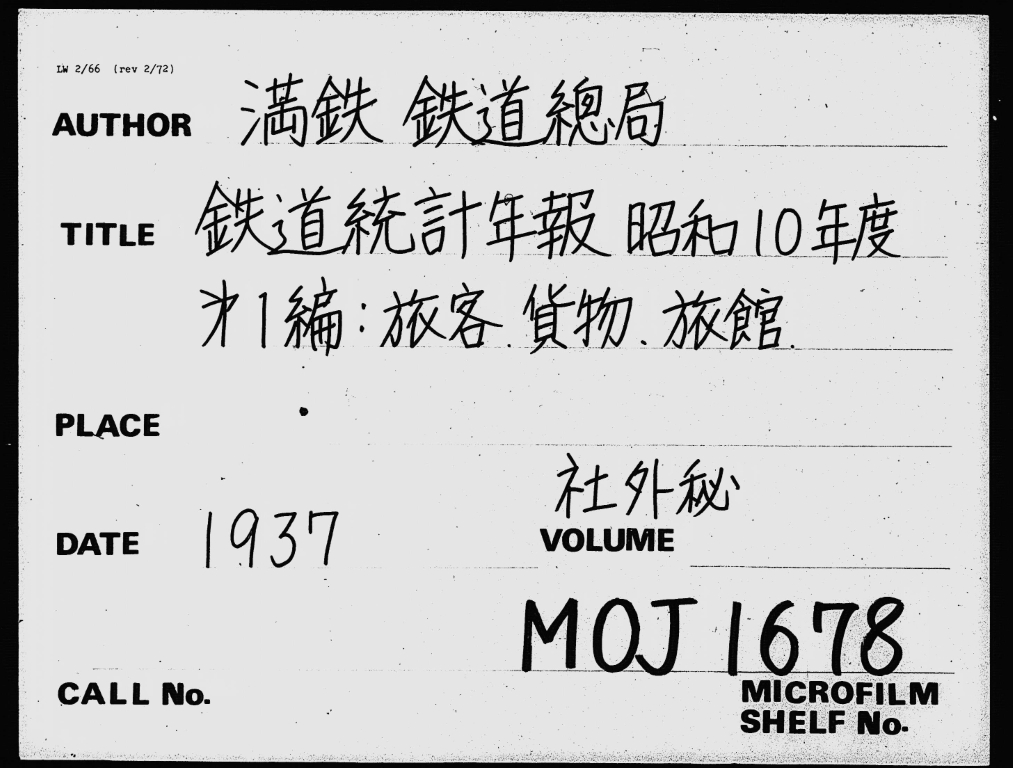 LW 2/66 (rev 2/72)
AUTHOR 満鉄 鉄道總局
TITLE 鉄道統計年報 昭和10年度
㐧1編:旅客.貨物.旅館.
PLACE
社外秘
DATE 1937 VOLUME
MOJ 1678
CALL No. MICROFILM
SHELF No.